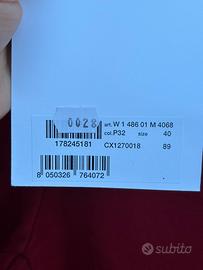 0028
art. W 1 486 01 M 4068
col. P32 size 40
178245181
CX1270018 89
8 050326 764072
subito